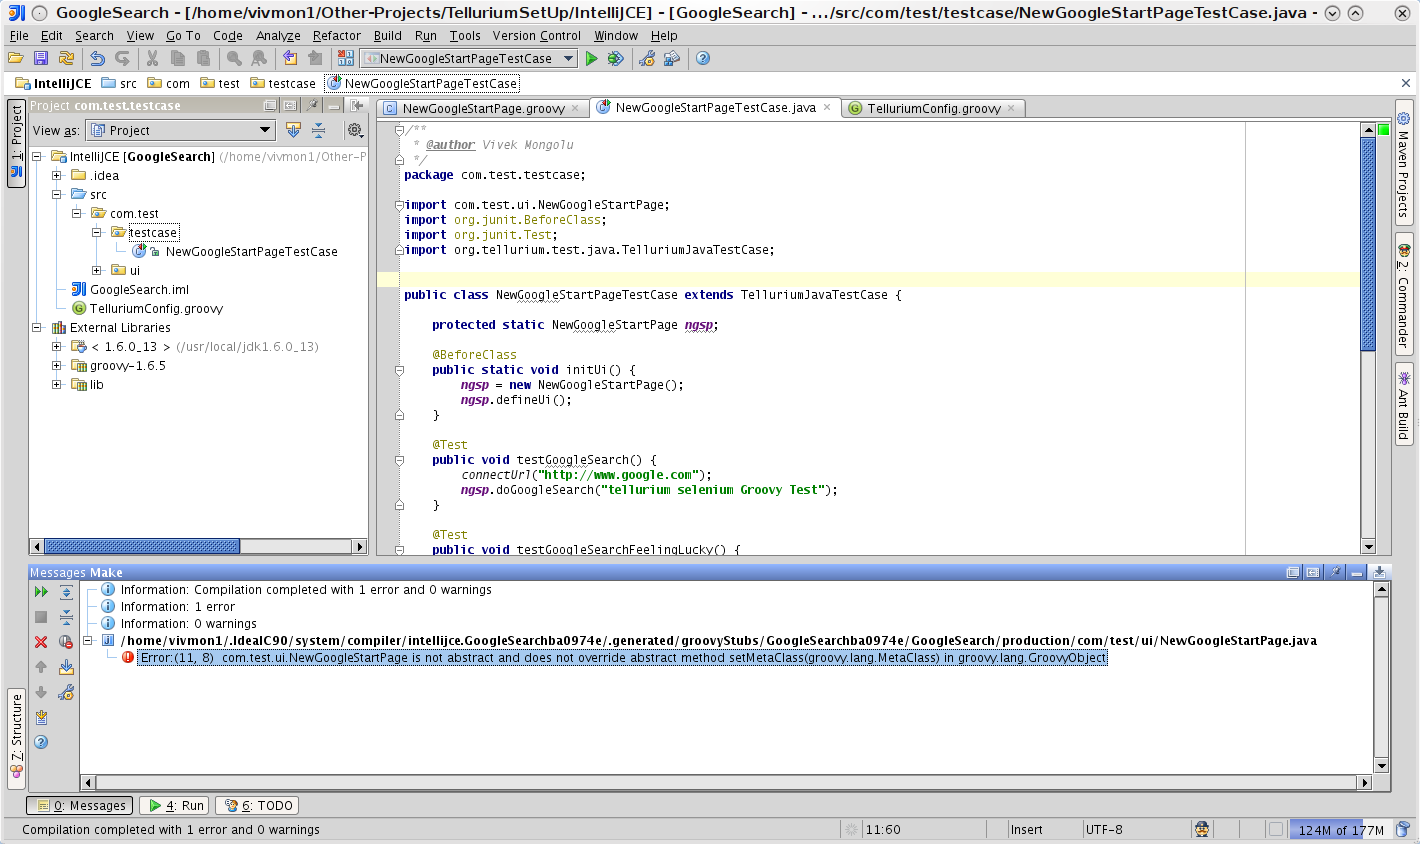 GoogleSearch - [/home/vivmon1/Other-Projects/TelluriumSetUp/IntelliJCE] - [GoogleSearch] - .../src/com/test/testcase/NewGoogleStartPageTestCase.java -
File Edit Search View Go To Code Analyze Refactor Build Run Tools Version Control Window Help
NewGoogleStartPageTestCase
IntelliJCE src com test testcase NewGoogleStartPageTestCase
Project com.test.testcase
NewGoogleStartPage.groovy NewGoogleStartPageTestCase.java TelluriumConfig.groovy
View as: Project
1: Project
IntelliJCE [GoogleSearch] (/home/vivmon1/Other-P
.idea
src
com.test
testcase
NewGoogleStartPageTestCase
ui
GoogleSearch.iml
TelluriumConfig.groovy
External Libraries
< 1.6.0_13 > (/usr/local/jdk1.6.0_13)
groovy-1.6.5
lib
/**
* @author Vivek Mongolu
*/
package com.test.testcase;
import com.test.ui.NewGoogleStartPage;
import org.junit.BeforeClass;
import org.junit.Test;
import org.tellurium.test.java.TelluriumJavaTestCase;
public class NewGoogleStartPageTestCase extends TelluriumJavaTestCase {
protected static NewGoogleStartPage ngsp;
@BeforeClass
public static void initUi() {
ngsp = new NewGoogleStartPage();
ngsp.defineUi();
}
@Test
public void testGoogleSearch() {
connectUrl("http://www.google.com");
ngsp.doGoogleSearch("tellurium selenium Groovy Test");
}
@Test
public void testGoogleSearchFeelingLucky() {
Maven Projects
2: Commander
Ant Build
Messages Make
Information: Compilation completed with 1 error and 0 warnings
Information: 1 error
Information: 0 warnings
/home/vivmon1/.IdeaIC90/system/compiler/intellijce.GoogleSearchba0974e/.generated/groovyStubs/GoogleSearchba0974e/GoogleSearch/production/com/test/ui/NewGoogleStartPage.java
Error:(11, 8) com.test.ui.NewGoogleStartPage is not abstract and does not override abstract method setMetaClass(groovy.lang.MetaClass) in groovy.lang.GroovyObject
Z: Structure
0: Messages 4: Run 6: TODO
Compilation completed with 1 error and 0 warnings 11:60 Insert UTF-8 124M of 177M